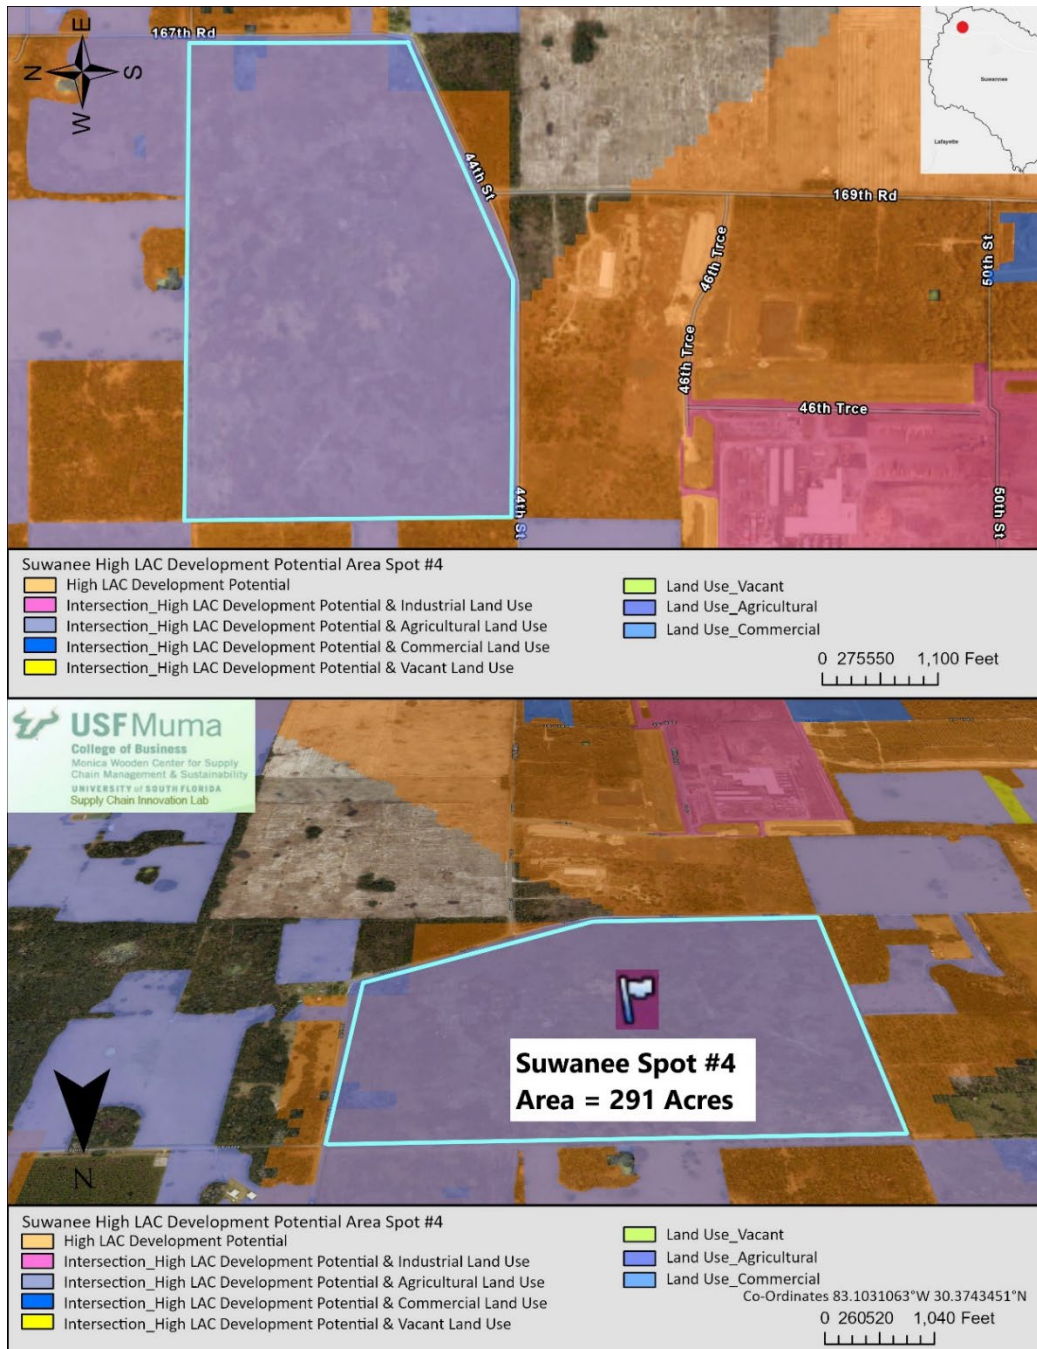 167th Rd
E
N
S
W
Suwannee
Lafayette
44th St
169th Rd
46th Trce
50th St
46th Trce
46th Trce
44th St
50th St
Suwanee High LAC Development Potential Area Spot #4
High LAC Development Potential
Intersection_High LAC Development Potential & Industrial Land Use
Intersection_High LAC Development Potential & Agricultural Land Use
Intersection_High LAC Development Potential & Commercial Land Use
Intersection_High LAC Development Potential & Vacant Land Use
Land Use_Vacant
Land Use_Agricultural
Land Use_Commercial
0 275550 1,100 Feet
USF Muma
College of Business
Monica Wooden Center for Supply
Chain Management & Sustainability
UNIVERSITY of SOUTH FLORIDA
Supply Chain Innovation Lab
Suwanee Spot #4
Area = 291 Acres
N
Suwanee High LAC Development Potential Area Spot #4
High LAC Development Potential
Intersection_High LAC Development Potential & Industrial Land Use
Intersection_High LAC Development Potential & Agricultural Land Use
Intersection_High LAC Development Potential & Commercial Land Use
Intersection_High LAC Development Potential & Vacant Land Use
Land Use_Vacant
Land Use_Agricultural
Land Use_Commercial
Co-Ordinates 83.1031063°W 30.3743451°N
0 260520 1,040 Feet